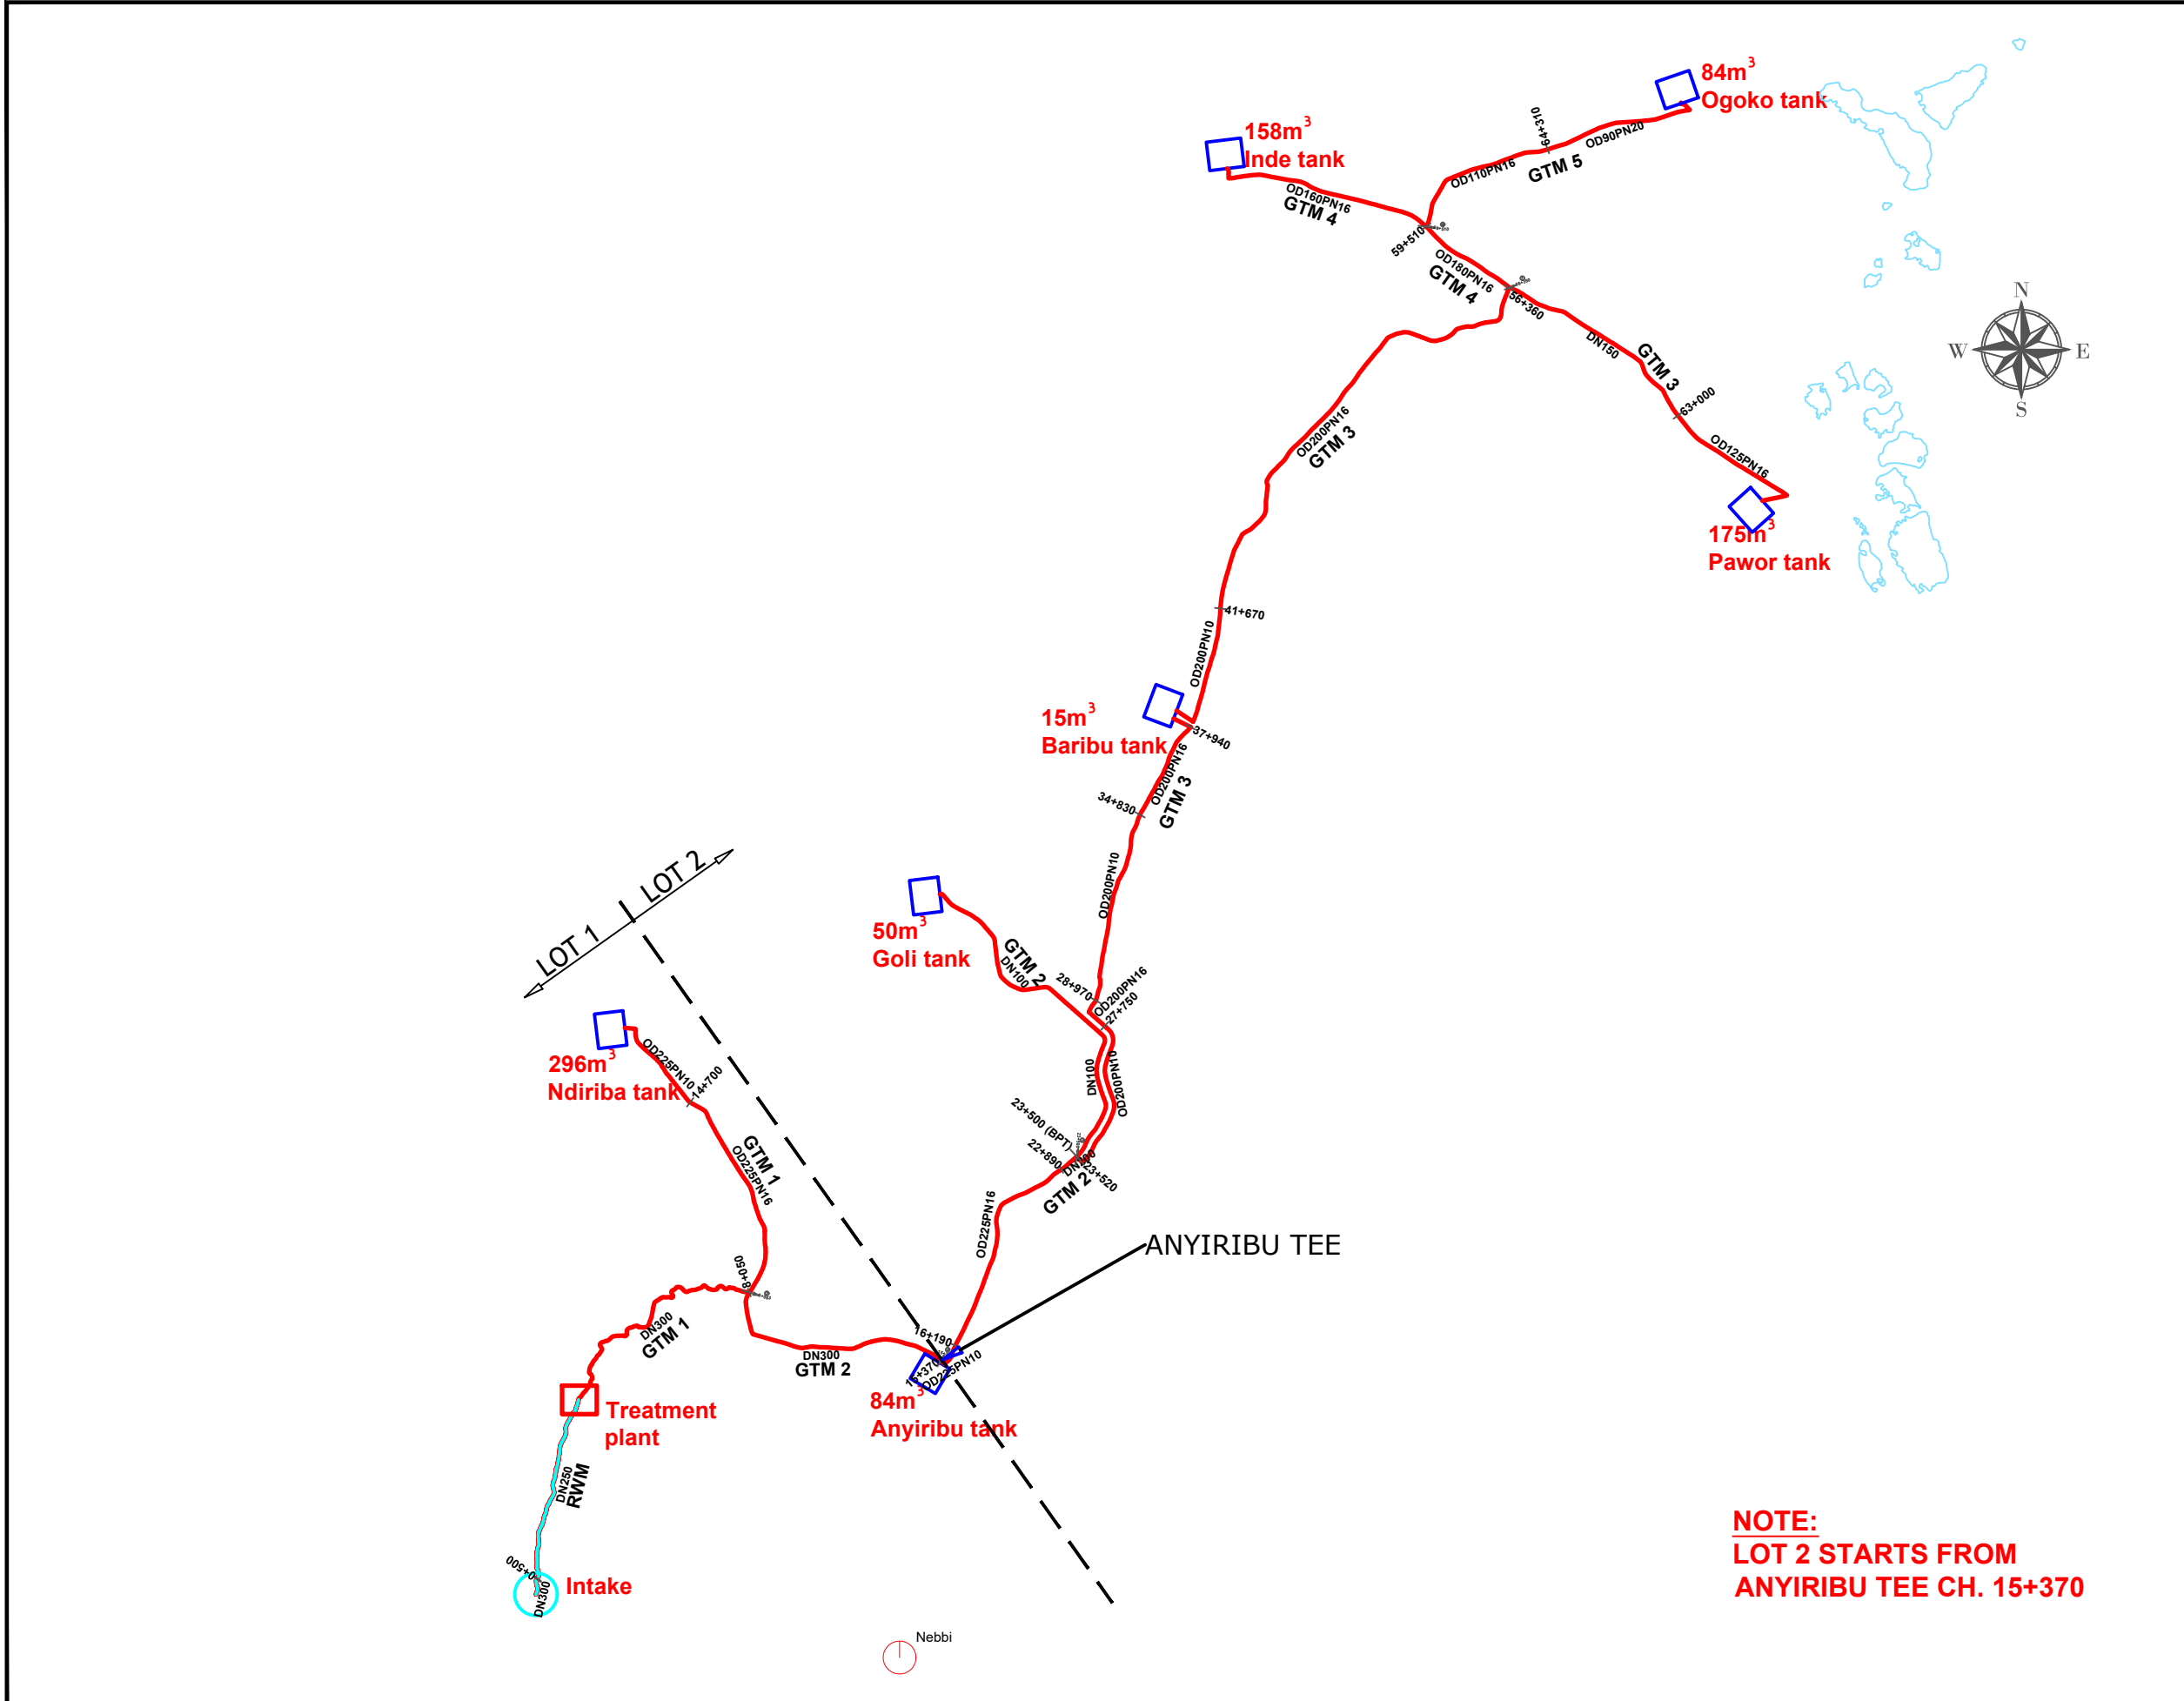 84m³
Ogoko tank
158m³
Inde tank
64+310
OD90PN20
OD110PN16
GTM 5
OD160PN16
GTM 4
59+510
OD180PN16
GTM 4
56+360
N
W
E
S
DN150
GTM 3
63+000
OD125PN16
175m³
Pawor tank
OD200PN16
GTM 3
41+670
OD200PN10
15m³
Baribu tank
37+940
OD200PN16
GTM 3
34+830
OD200PN10
LOT 2
LOT 1
50m³
Goli tank
GTM 2
DN100
28+970
OD200PN16
27+750
296m³
Ndiriba tank
OD225PN10
14+700
DN100
OD200PN10
23+500 (BPT)
22+890
DN200
23+520
GTM 2
GTM 1
OD225PN16
OD225PN16
ANYIRIBU TEE
8+050
DN300
GTM 1
DN300
GTM 2
16+190
15+370
OD225PN10
84m³
Anyiribu tank
Treatment
plant
DN250
RWM
0+500
DN300
Intake
Nebbi
NOTE:
LOT 2 STARTS FROM
ANYIRIBU TEE CH. 15+370